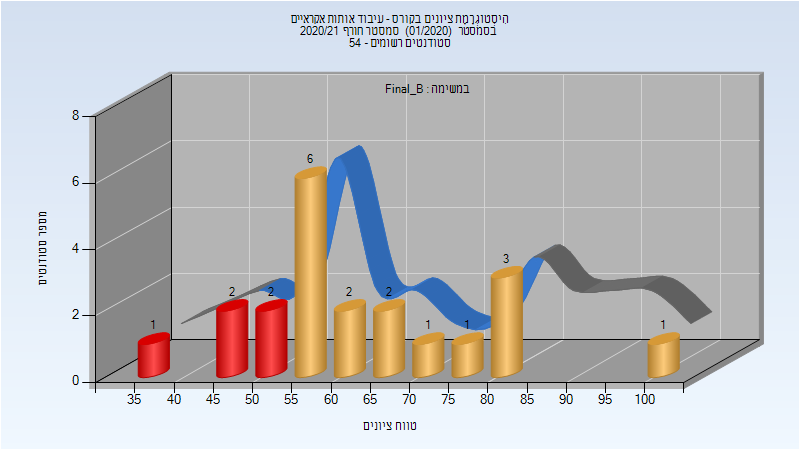 היסטוגרמת ציונים בקורס - עיבוד אותות אקראיים
בסמסטר (01/2020) סמסטר חורף 2020/21
סטודנטים רשומים - 54
במשימה : Final_B
מספר סטודנטים
8
6
4
2
0
1
2
2
6
2
2
1
1
3
1
35 40 45 50 55 60 65 70 75 80 85 90 95 100
טווח ציונים